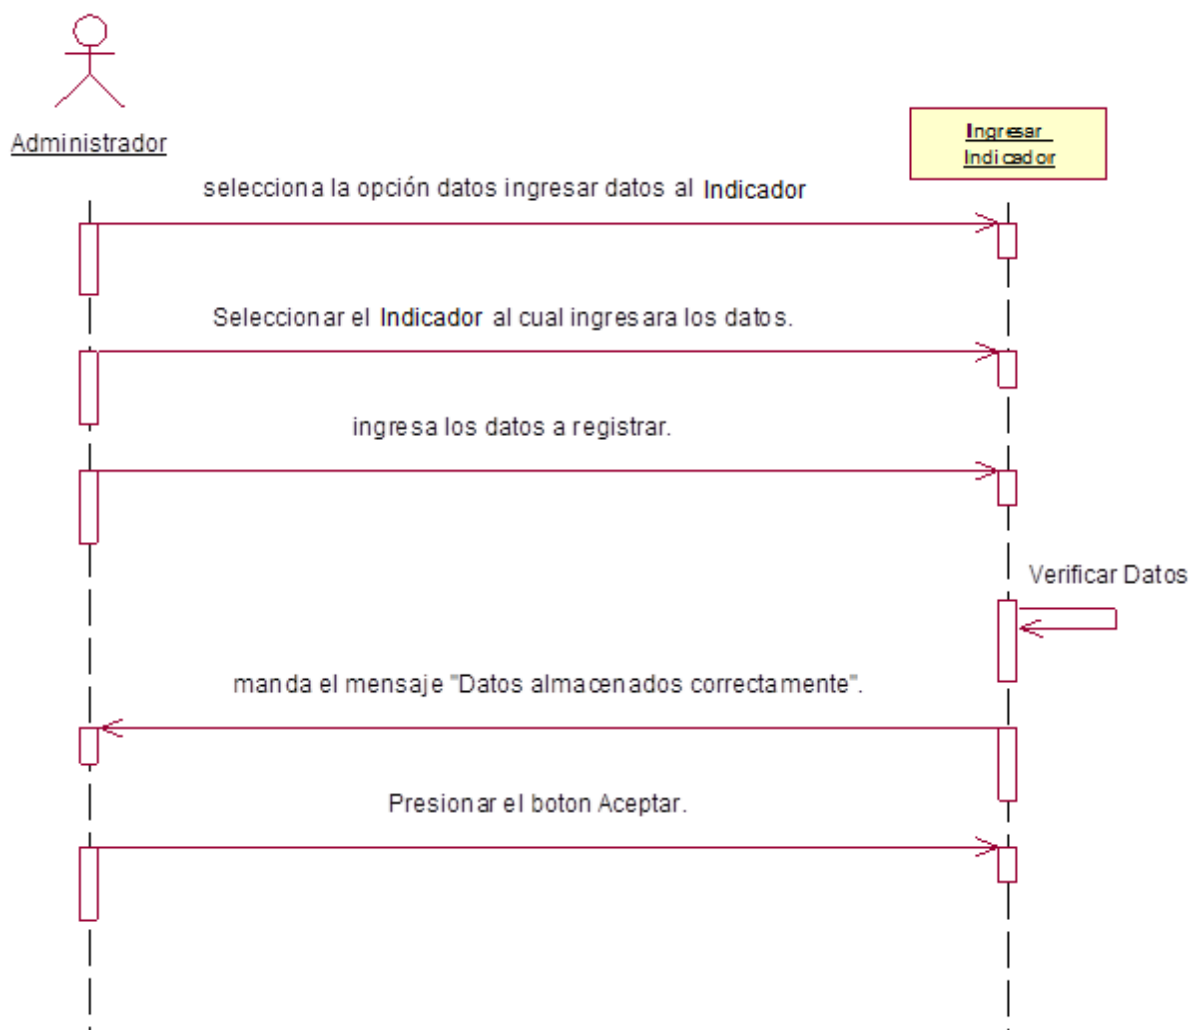 Administrador
Ingresar
Indicador
selecciona la opción datos ingresar datos al Indicador
Seleccionar el Indicador al cual ingresara los datos.
ingresa los datos a registrar.
Verificar Datos
manda el mensaje "Datos almacenados correctamente".
Presionar el boton Aceptar.